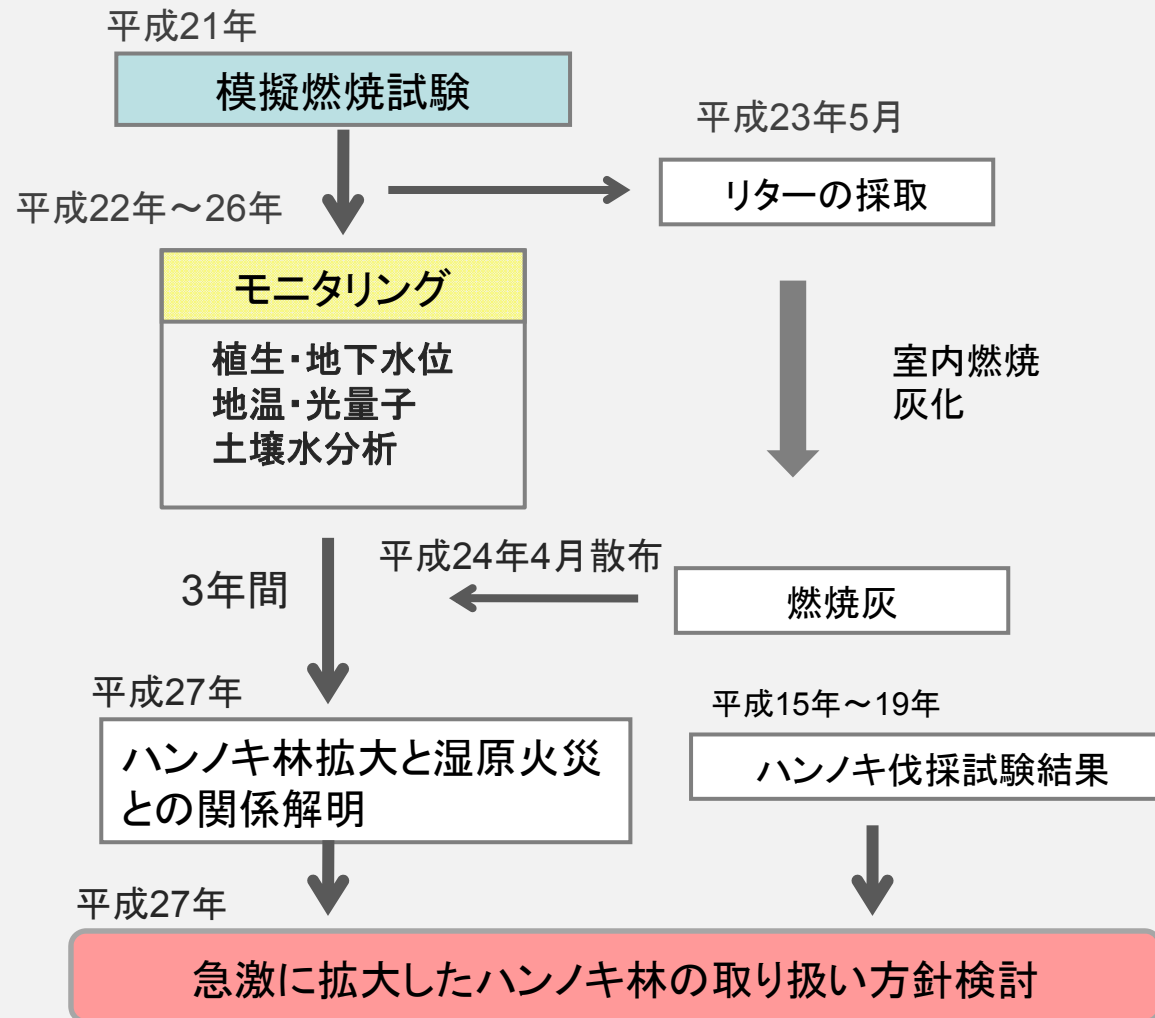 平成21年
模擬燃焼試験
平成23年5月
リターの採取
平成22年～26年
モニタリング
植生・地下水位
地温・光量子
土壌水分析
室内燃焼
灰化
平成24年4月散布
3年間
燃焼灰
平成27年
ハンノキ林拡大と湿原火災
との関係解明
平成15年～19年
ハンノキ伐採試験結果
平成27年
急激に拡大したハンノキ林の取り扱い方針検討